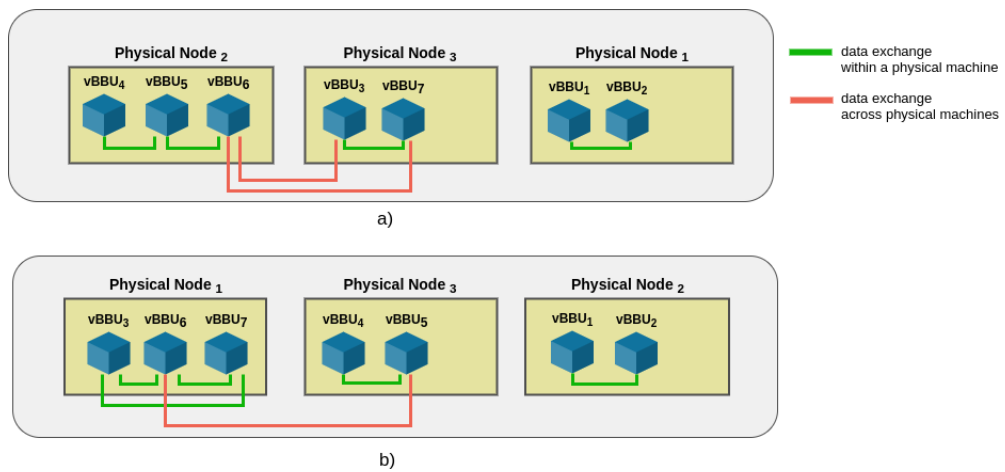 Physical Node 2
Physical Node 3
Physical Node 1
data exchange
within a physical machine
vBBU4
vBBU5
vBBU6
vBBU3
vBBU7
vBBU1
vBBU2
data exchange
across physical machines
a)
Physical Node 1
Physical Node 3
Physical Node 2
vBBU3
vBBU6
vBBU7
vBBU4
vBBU5
vBBU1
vBBU2
b)